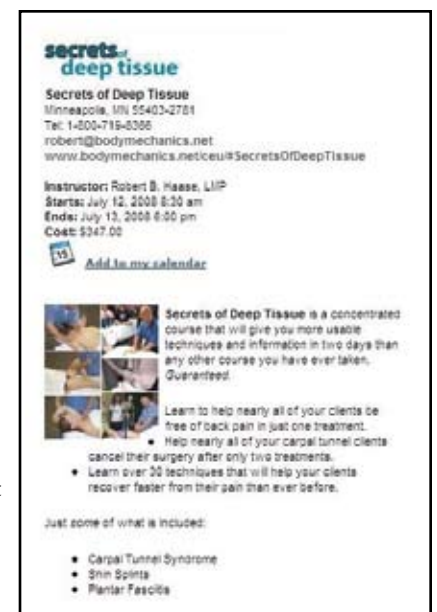 secrets of
deep tissue
Secrets of Deep Tissue
Minneapolis, MN 55403-2781
Tel: 1-800-719-8366
robert@bodymechanics.net
www.bodymechanics.net/ceu/#SecretsOfDeepTissue
Instructor: Robert B. Haase, LMP
Starts: July 12, 2008 8:30 am
Ends: July 13, 2008 6:00 pm
Cost: $347.00
15
Add to my calendar
Secrets of Deep Tissue is a concentrated
course that will give you more usable
techniques and information in two days than
any other course you have ever taken,
Guaranteed.
Learn to help nearly all of your clients be
free of back pain in just one treatment.
• Help nearly all of your carpal tunnel clients
cancel their surgery after only two treatments.
• Learn over 30 techniques that will help your clients
recover faster from their pain than ever before.
Just some of what is included:
• Carpal Tunnel Syndrome
• Shin Splints
• Plantar Fasciitis